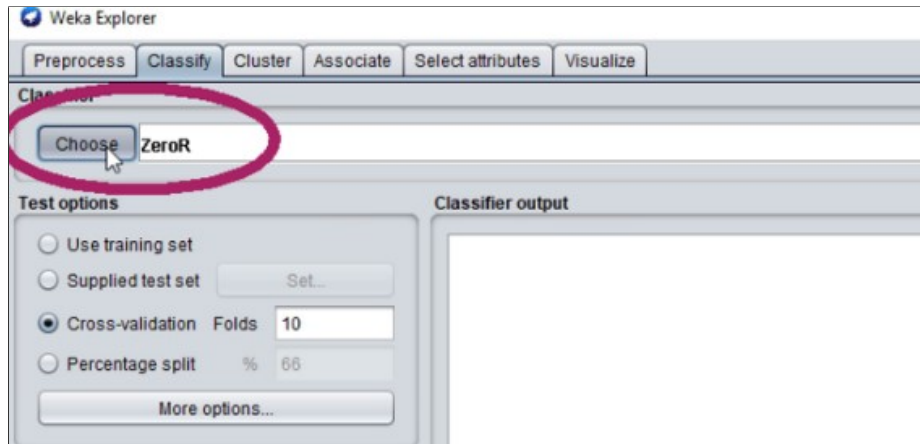 Weka Explorer
Preprocess Classify Cluster Associate Select attributes Visualize
Classifier
Choose ZeroR
Test options
Classifier output
Use training set
Supplied test set Set...
Cross-validation Folds 10
Percentage split % 66
More options...